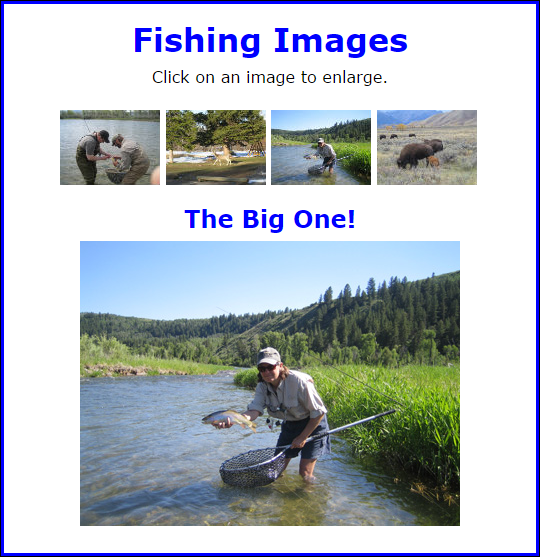 Fishing Images
Click on an image to enlarge.
The Big One!